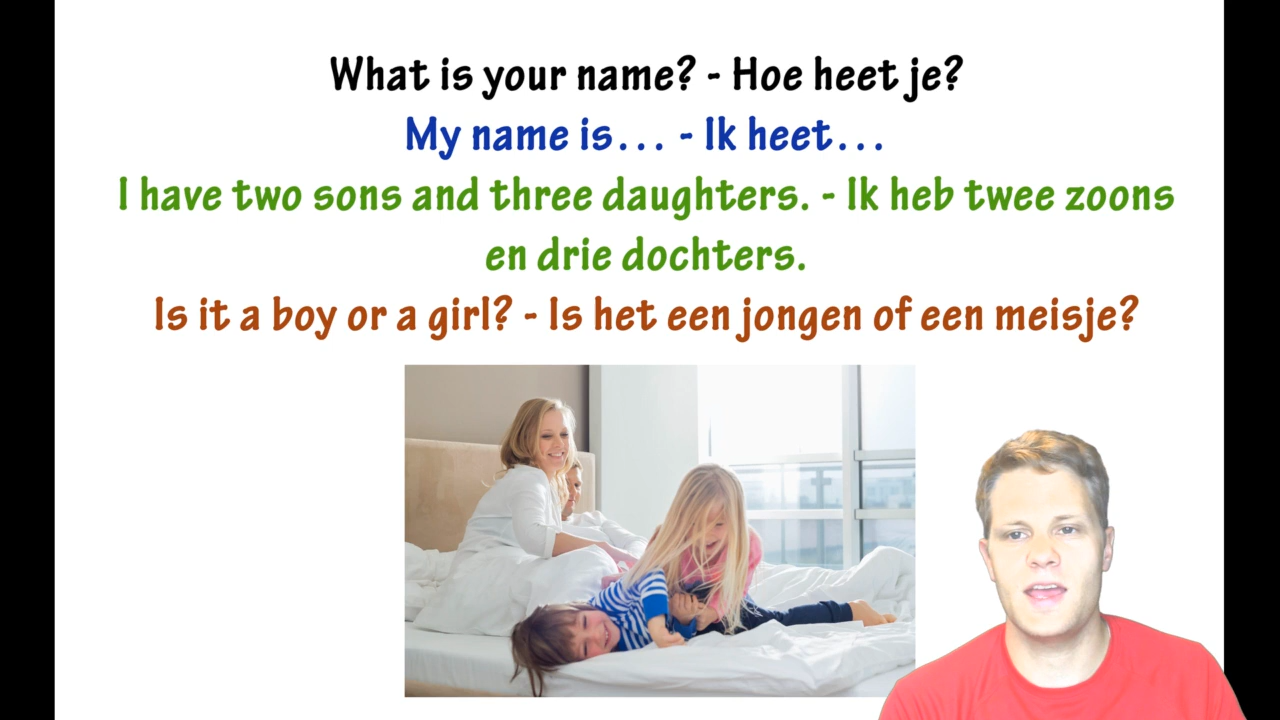 What is your name? - Hoe heet je?
My name is... - Ik heet...
I have two sons and three daughters. - Ik heb twee zoons
en drie dochters.
Is it a boy or a girl? - Is het een jongen of een meisje?